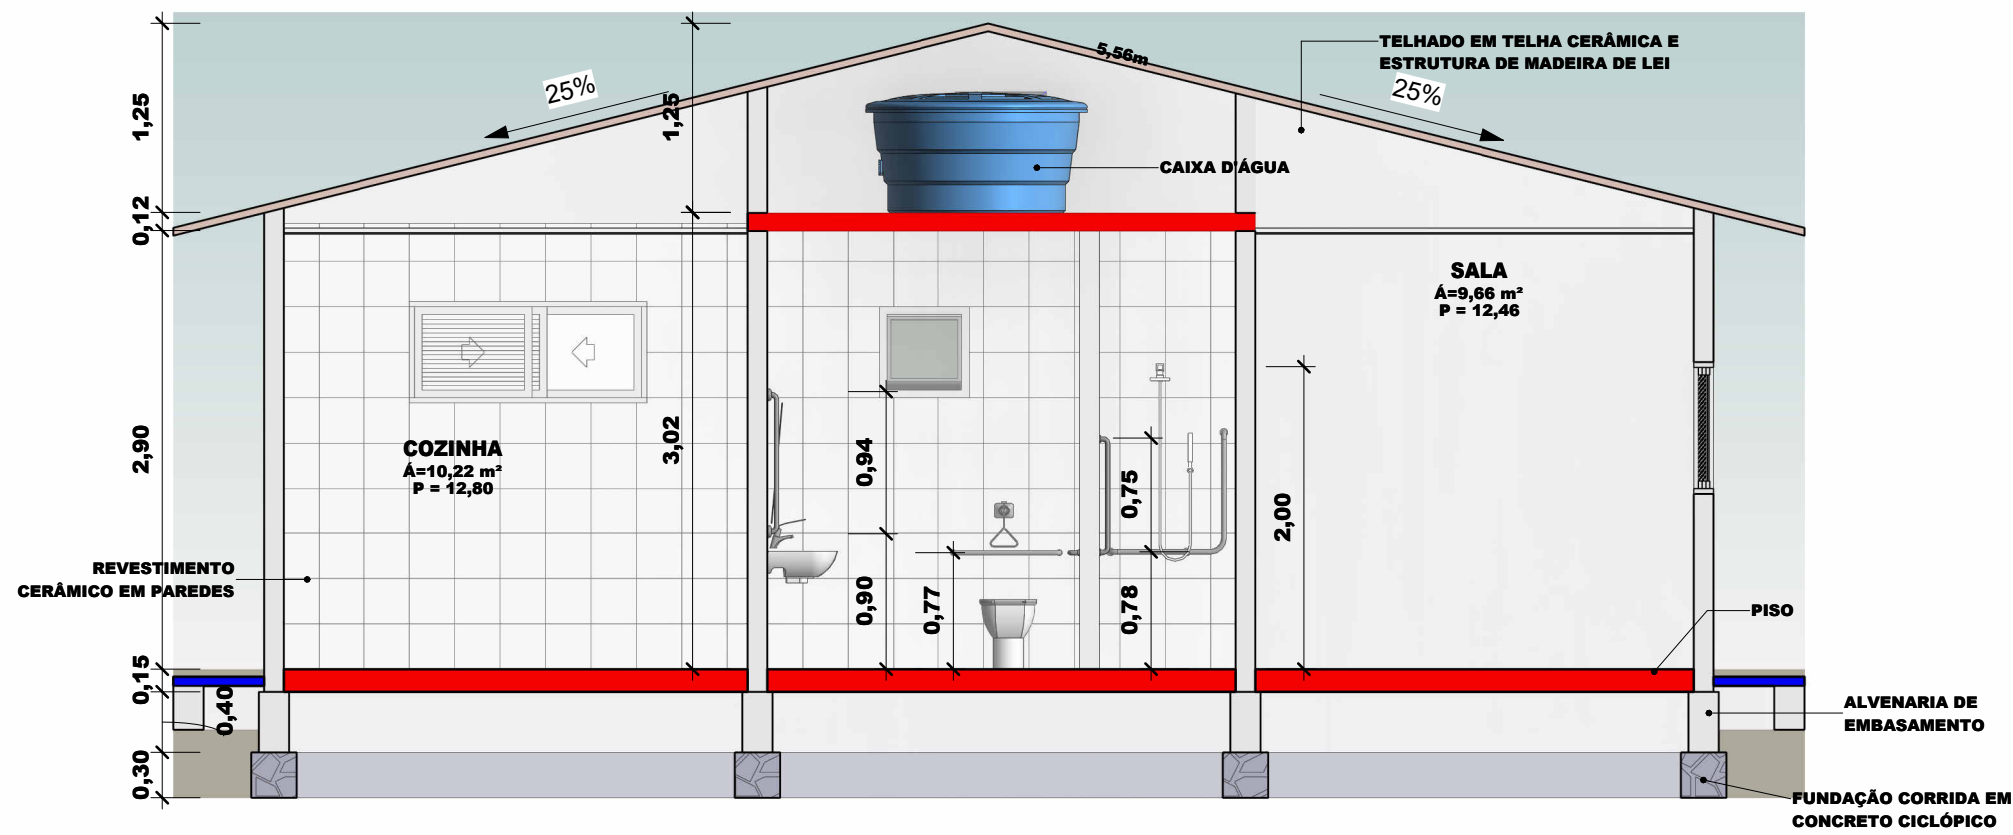 5,56m
TELHADO EM TELHA CERÂMICA E
ESTRUTURA DE MADEIRA DE LEI
25%
25%
1,25
1,25
CAIXA D'ÁGUA
0,12
SALA
Á=9,66 m²
P = 12,46
2,90
3,02
COZINHA
Á=10,22 m²
P = 12,80
0,94
0,75
2,00
REVESTIMENTO
CERÂMICO EM PAREDES
0,90
0,77
0,78
PISO
0,15
0,40
ALVENARIA DE
EMBASAMENTO
0,30
FUNDAÇÃO CORRIDA EM
CONCRETO CICLÓPICO